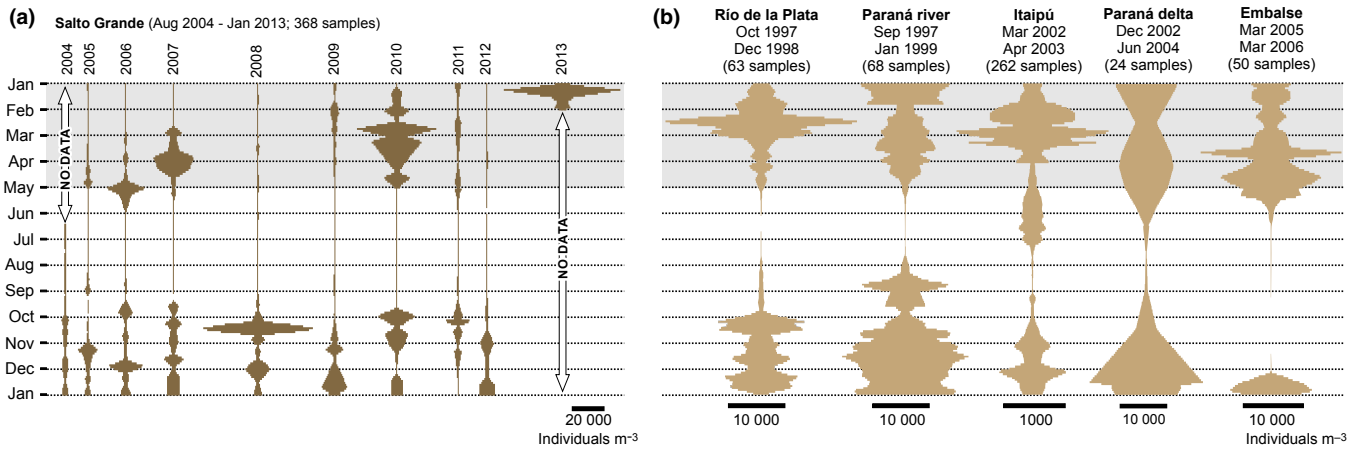 (a)
Salto Grande (Aug 2004 - Jan 2013; 368 samples)
2004
2005
2006
2007
2008
2009
2010
2011
2012
2013
Jan
Feb
Mar
Apr
May
Jun
Jul
Aug
Sep
Oct
Nov
Dec
Jan
NO DATA
NO DATA
20 000
Individuals m⁻³
(b)
Río de la Plata
Oct 1997
Dec 1998
(63 samples)
Paraná river
Sep 1997
Jan 1999
(68 samples)
Itaipú
Mar 2002
Apr 2003
(262 samples)
Paraná delta
Dec 2002
Jun 2004
(24 samples)
Embalse
Mar 2005
Mar 2006
(50 samples)
10 000
10 000
1000
10 000
10 000
Individuals m⁻³